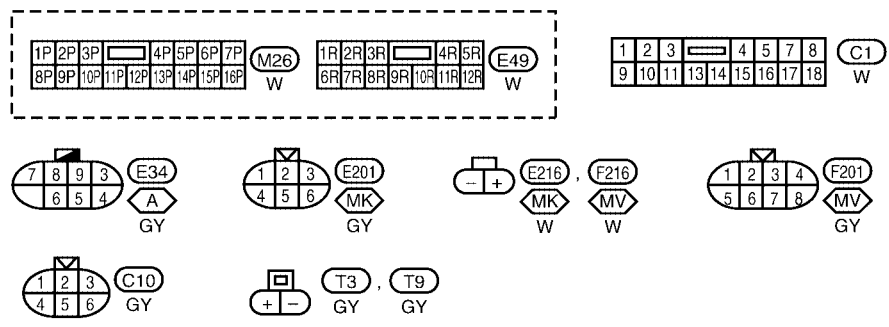 1P 2P 3P 4P 5P 6P 7P M26
8P 9P 10P 11P 12P 13P 14P 15P 16P W
1R 2R 3R 4R 5R E49
6R 7R 8R 9R 10R 11R 12R W
1 2 3 4 5 7 8 C1
9 10 11 13 14 15 16 17 18 W
7 8 9 3 E34
6 5 4 A
GY
1 2 3 E201
4 5 6 MK
GY
- + E216 , F216
MK MV
W W
1 2 3 4 F201
5 6 7 8 MV
GY
1 2 3 C10
4 5 6 GY
+ - T3 , T9
GY GY